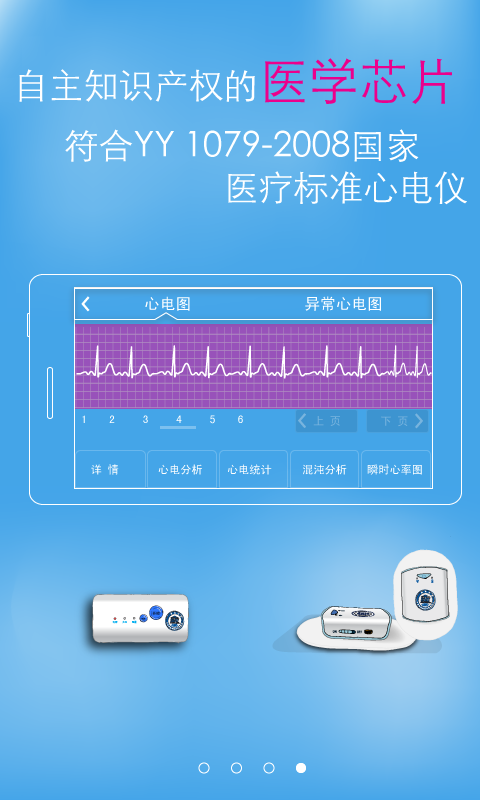 自主知识产权的医学芯片
符合YY 1079-2008国家
医疗标准心电仪
心电图 异常心电图
1 2 3 4 5 6 上页 下页
详情 心电分析 心电统计 混沌分析 瞬时心率图